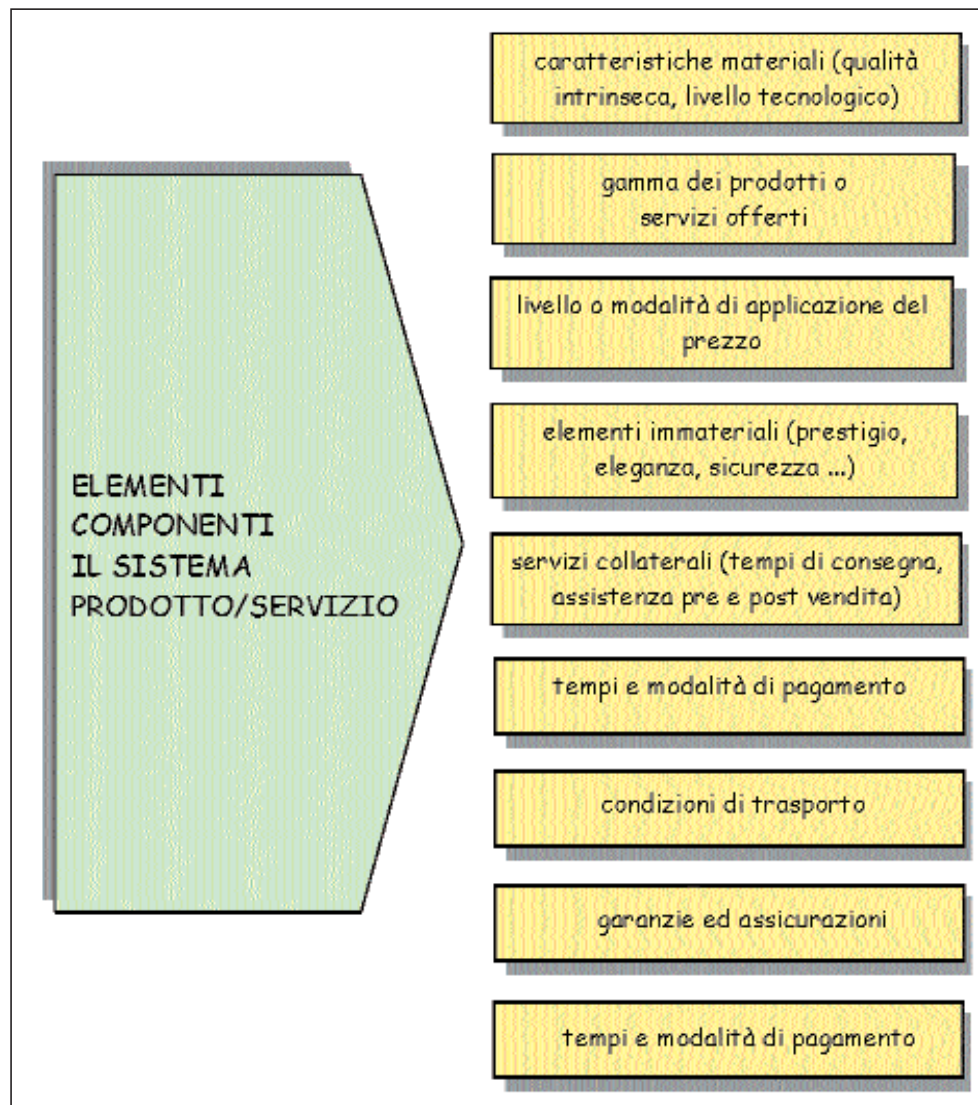 caratteristiche materiali (qualità
intrinseca, livello tecnologico)
gamma dei prodotti o
servizi offerti
livello o modalità di applicazione del
prezzo
elementi immateriali (prestigio,
eleganza, sicurezza ...)
ELEMENTI
COMPONENTI
IL SISTEMA
PRODOTTO/SERVIZIO
servizi collaterali (tempi di consegna,
assistenza pre e post vendita)
tempi e modalità di pagamento
condizioni di trasporto
garanzie ed assicurazioni
tempi e modalità di pagamento